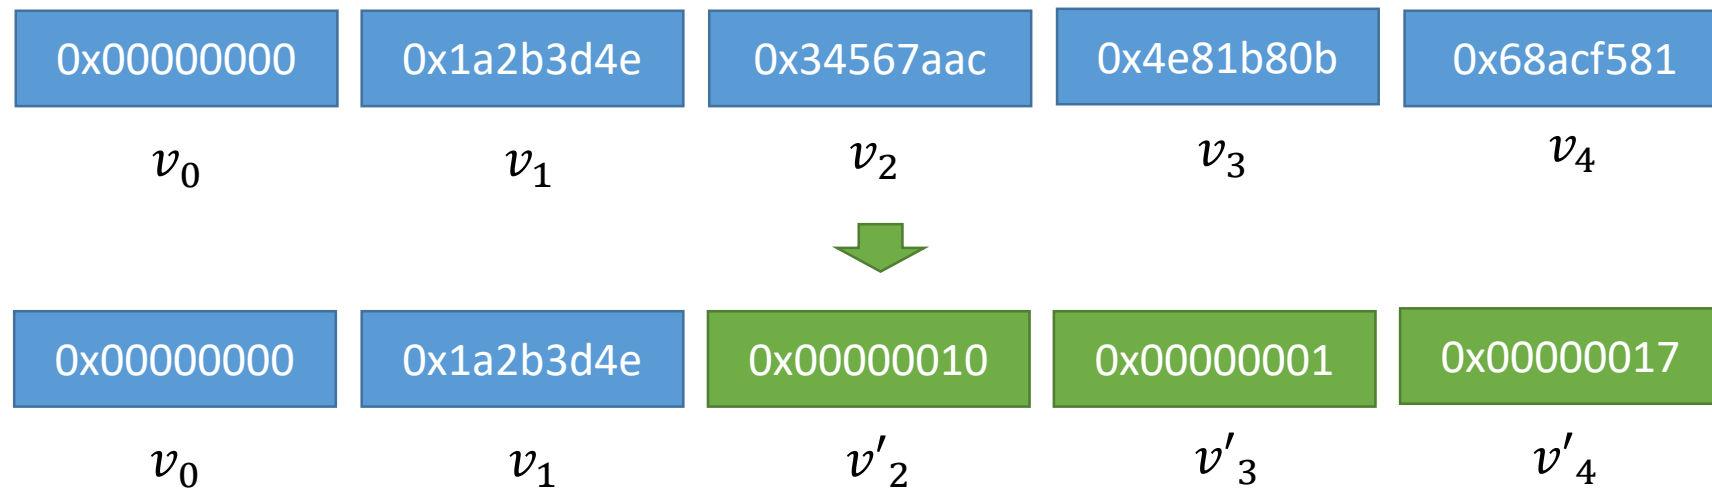 0x00000000 0x1a2b3d4e 0x34567aac 0x4e81b80b 0x68acf581
v₀ v₁ v₂ v₃ v₄
0x00000000 0x1a2b3d4e 0x00000010 0x00000001 0x00000017
v₀ v₁ v′₂ v′₃ v′₄